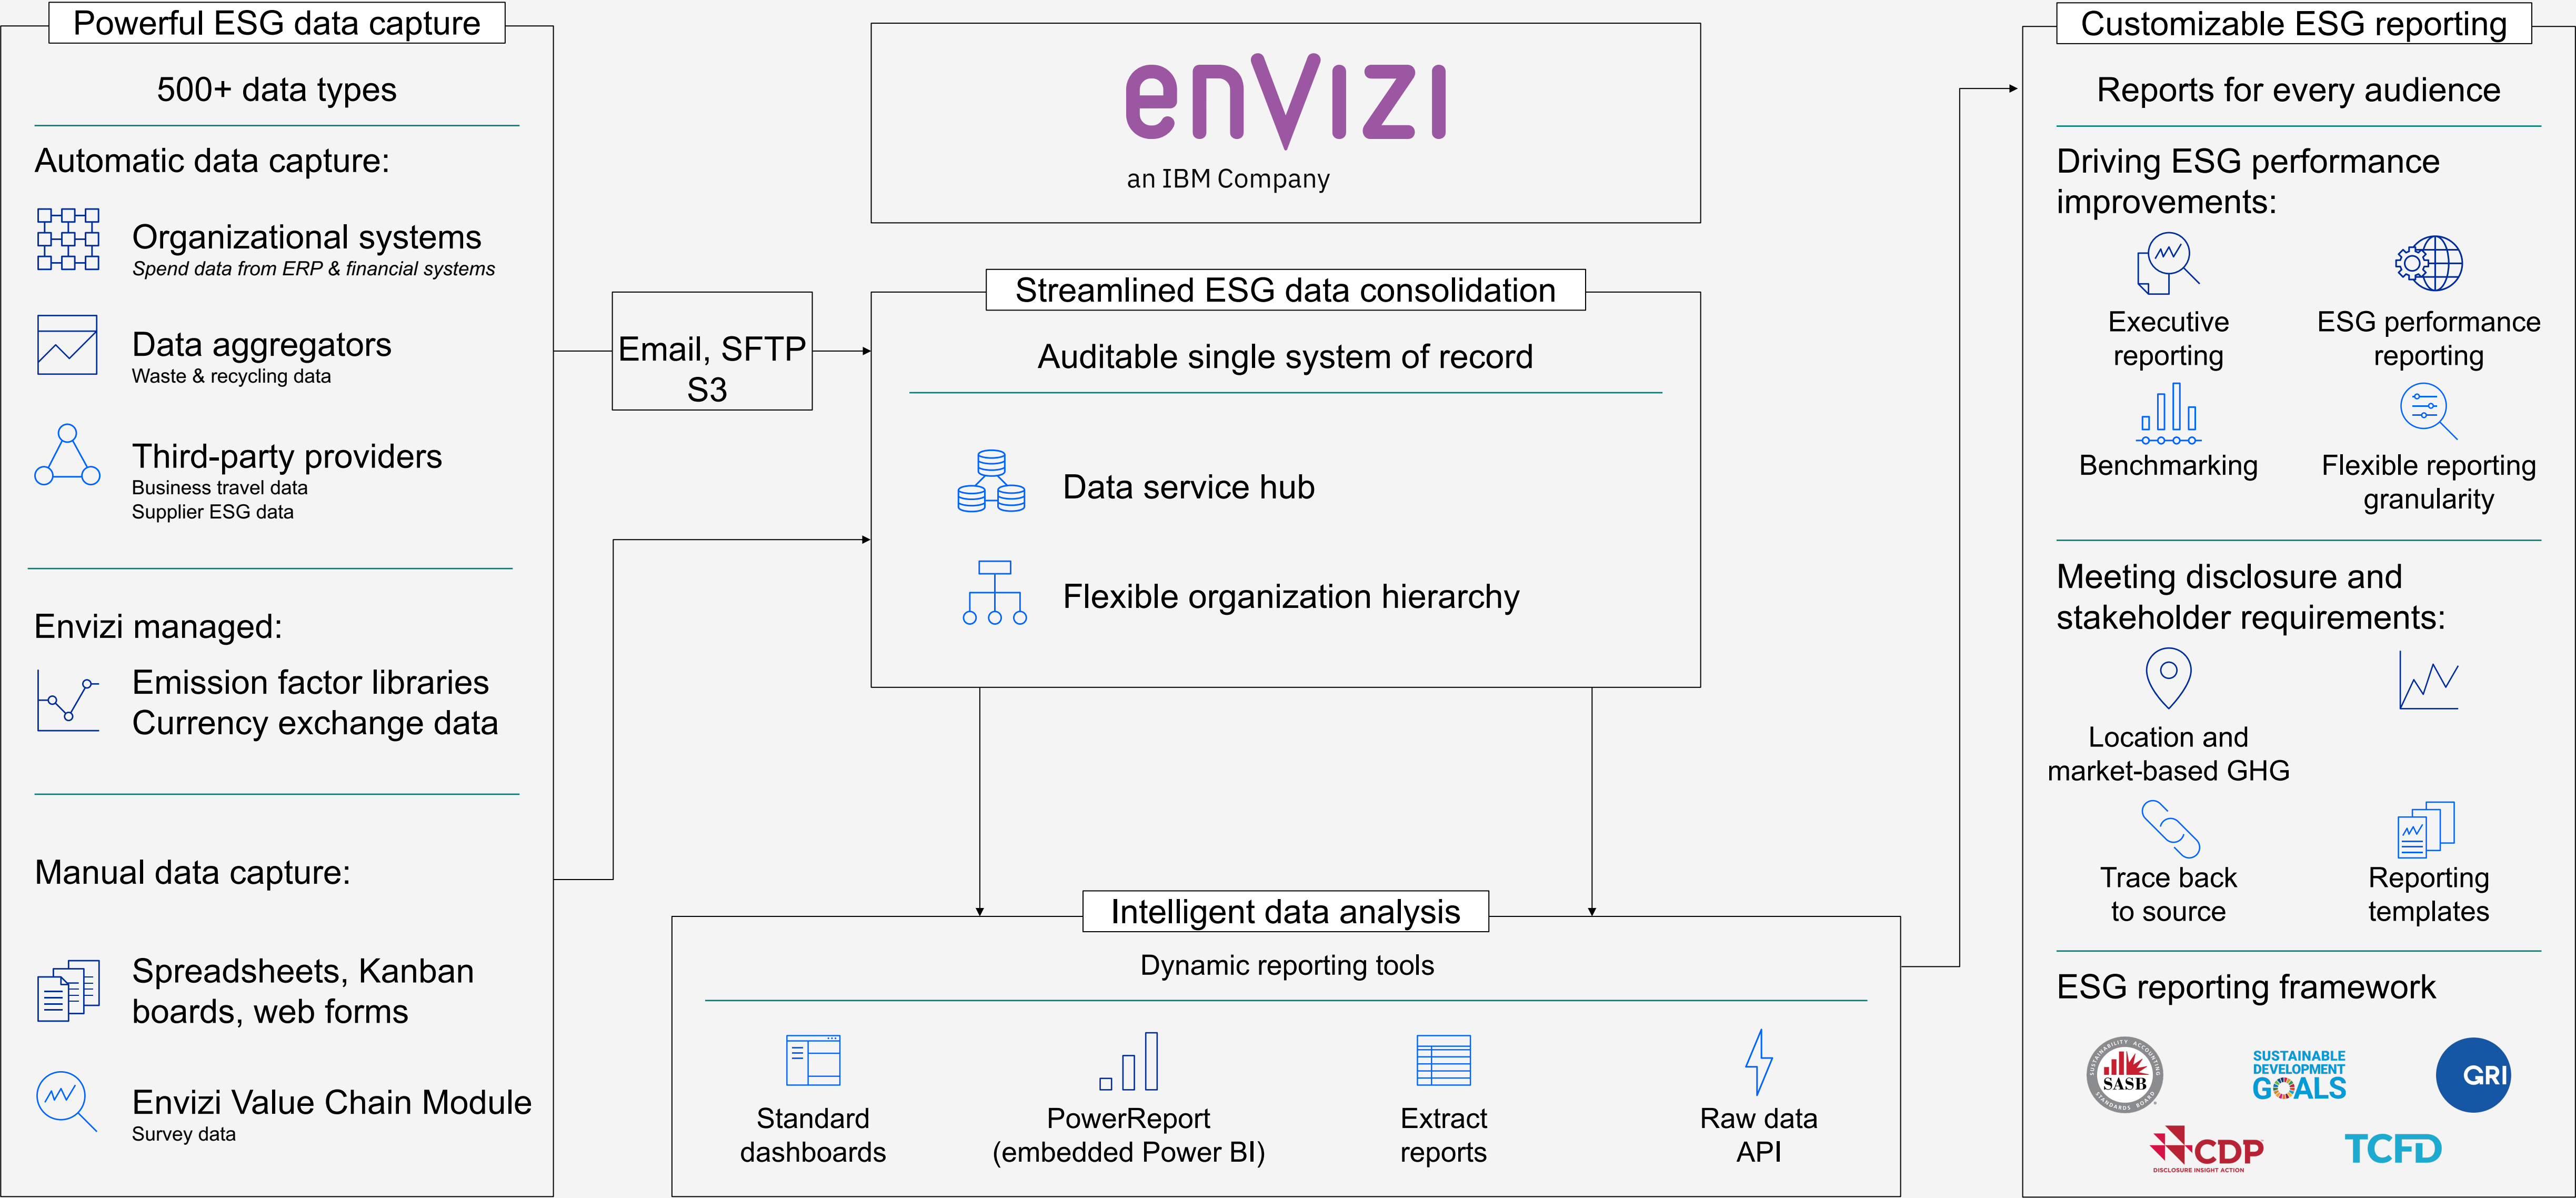 Powerful ESG data capture
500+ data types
Automatic data capture:
Organizational systems
Spend data from ERP & financial systems
Data aggregators
Waste & recycling data
Third-party providers
Business travel data
Supplier ESG data
Envizi managed:
Emission factor libraries
Currency exchange data
Manual data capture:
Spreadsheets, Kanban
boards, web forms
Envizi Value Chain Module
Survey data
Email, SFTP
S3
envizi
an IBM Company
Streamlined ESG data consolidation
Auditable single system of record
Data service hub
Flexible organization hierarchy
Intelligent data analysis
Dynamic reporting tools
Standard
dashboards
PowerReport
(embedded Power BI)
Extract
reports
Raw data
API
Customizable ESG reporting
Reports for every audience
Driving ESG performance
improvements:
Executive
reporting
ESG performance
reporting
Benchmarking
Flexible reporting
granularity
Meeting disclosure and
stakeholder requirements:
Location and
market-based GHG
Trace back
to source
Reporting
templates
ESG reporting framework
SUSTAINABILITY ACCOUNTING
SASB
STANDARDS BOARD
SUSTAINABLE
DEVELOPMENT
GOALS
GRI
CDP
DISCLOSURE INSIGHT ACTION
TCFD